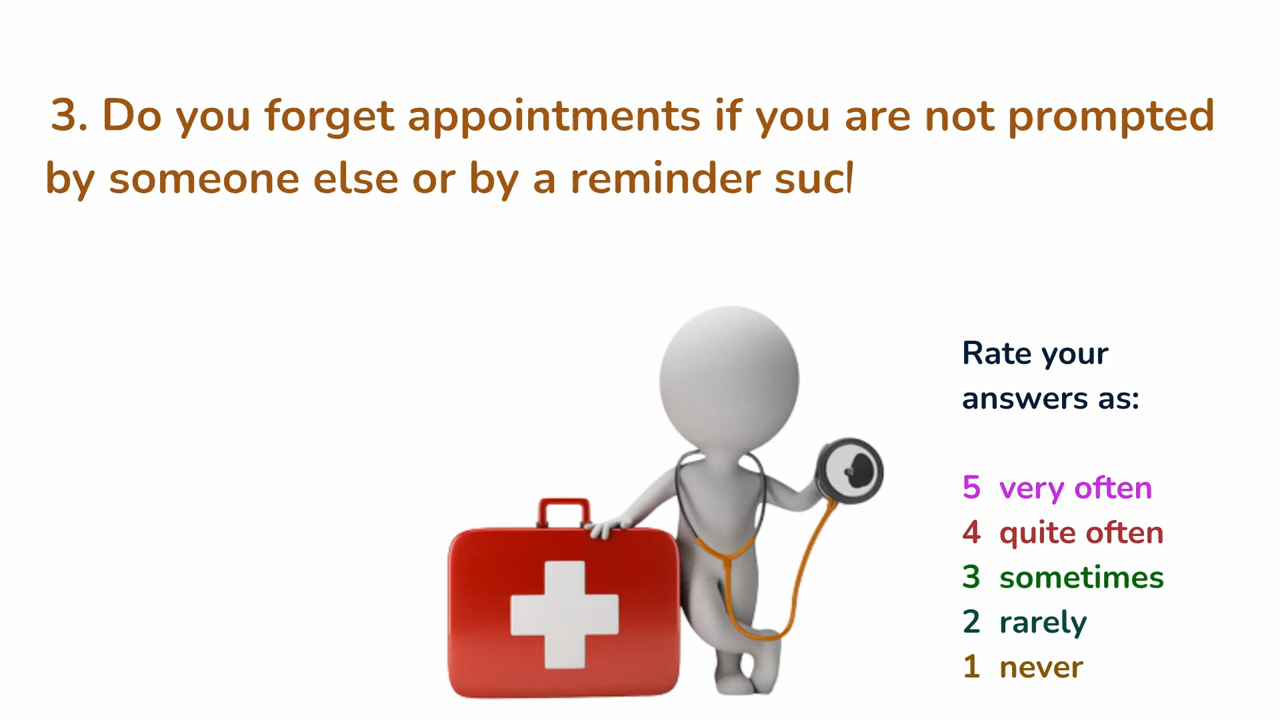 3. Do you forget appointments if you are not prompted
by someone else or by a reminder suc
Rate your
answers as:
5 very often
4 quite often
3 sometimes
2 rarely
1 never